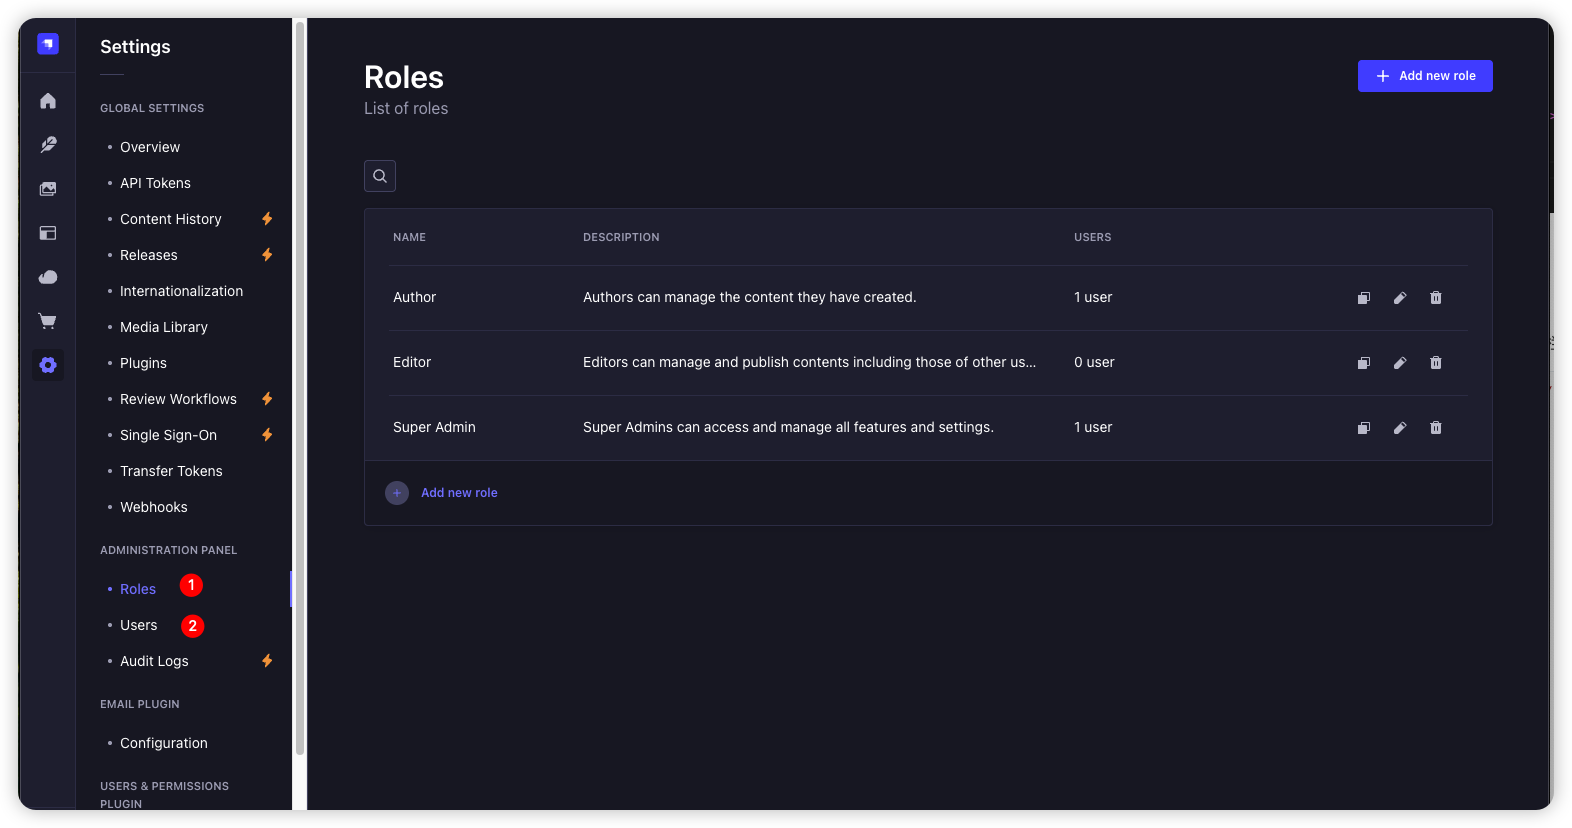 Settings
GLOBAL SETTINGS
Overview
API Tokens
Content History
Releases
Internationalization
Media Library
Plugins
Review Workflows
Single Sign-On
Transfer Tokens
Webhooks
ADMINISTRATION PANEL
Roles 1
Users 2
Audit Logs
EMAIL PLUGIN
Configuration
USERS & PERMISSIONS
PLUGIN
Roles
List of roles
Add new role
NAME DESCRIPTION USERS
Author Authors can manage the content they have created. 1 user
Editor Editors can manage and publish contents including those of other us... 0 user
Super Admin Super Admins can access and manage all features and settings. 1 user
Add new role